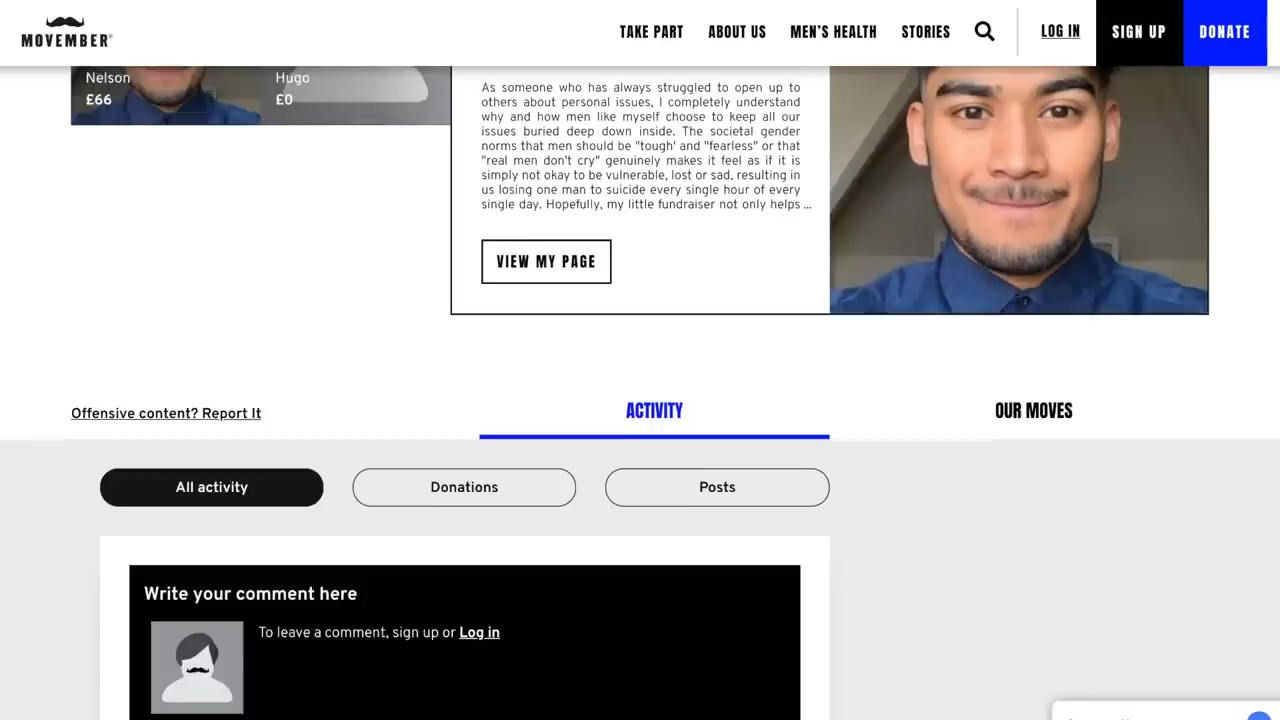 MOVEMBER®
TAKE PART
ABOUT US
MEN'S HEALTH
STORIES
LOG IN
SIGN UP
DONATE
Nelson
£66
Hugo
£0
As someone who has always struggled to open up to
others about personal issues, I completely understand
why and how men like myself choose to keep all our
issues buried deep down inside. The societal gender
norms that men should be "tough' and "fearless" or that
"real men don't cry" genuinely makes it feel as if it is
simply not okay to be vulnerable, lost or sad, resulting in
us losing one man to suicide every single hour of every
single day. Hopefully, my little fundraiser not only helps ...
VIEW MY PAGE
Offensive content? Report It
ACTIVITY
OUR MOVES
All activity
Donations
Posts
Write your comment here
To leave a comment, sign up or Log in